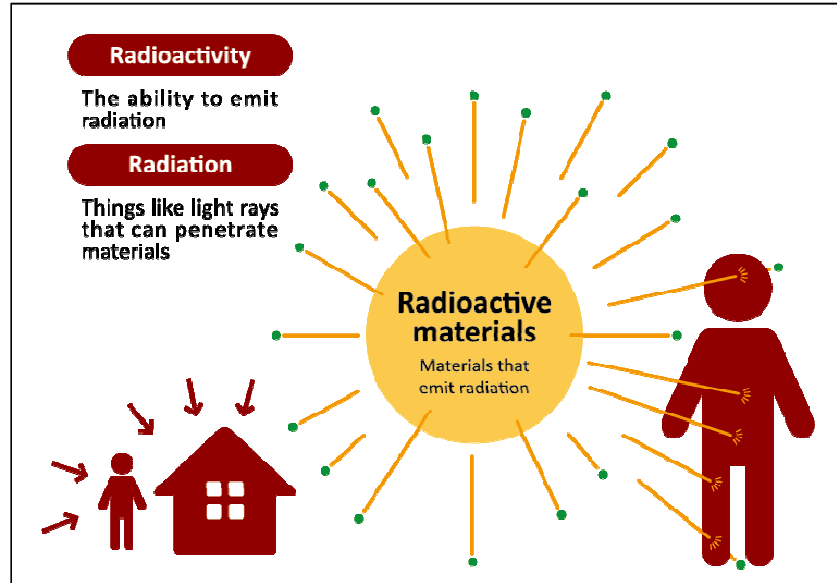 Radioactivity
The ability to emit
radiation
Radiation
Things like light rays
that can penetrate
materials
Radioactive
materials
Materials that
emit radiation